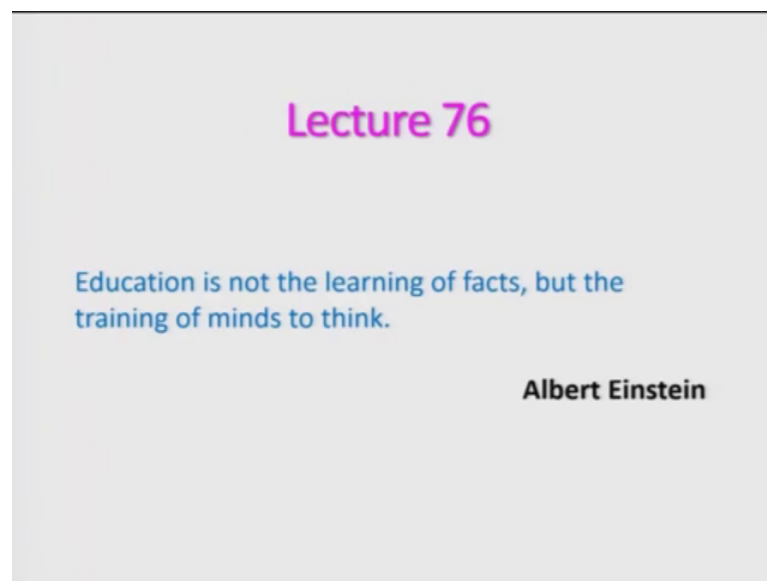 Lecture 76
Education is not the learning of facts, but the
training of minds to think.
Albert Einstein